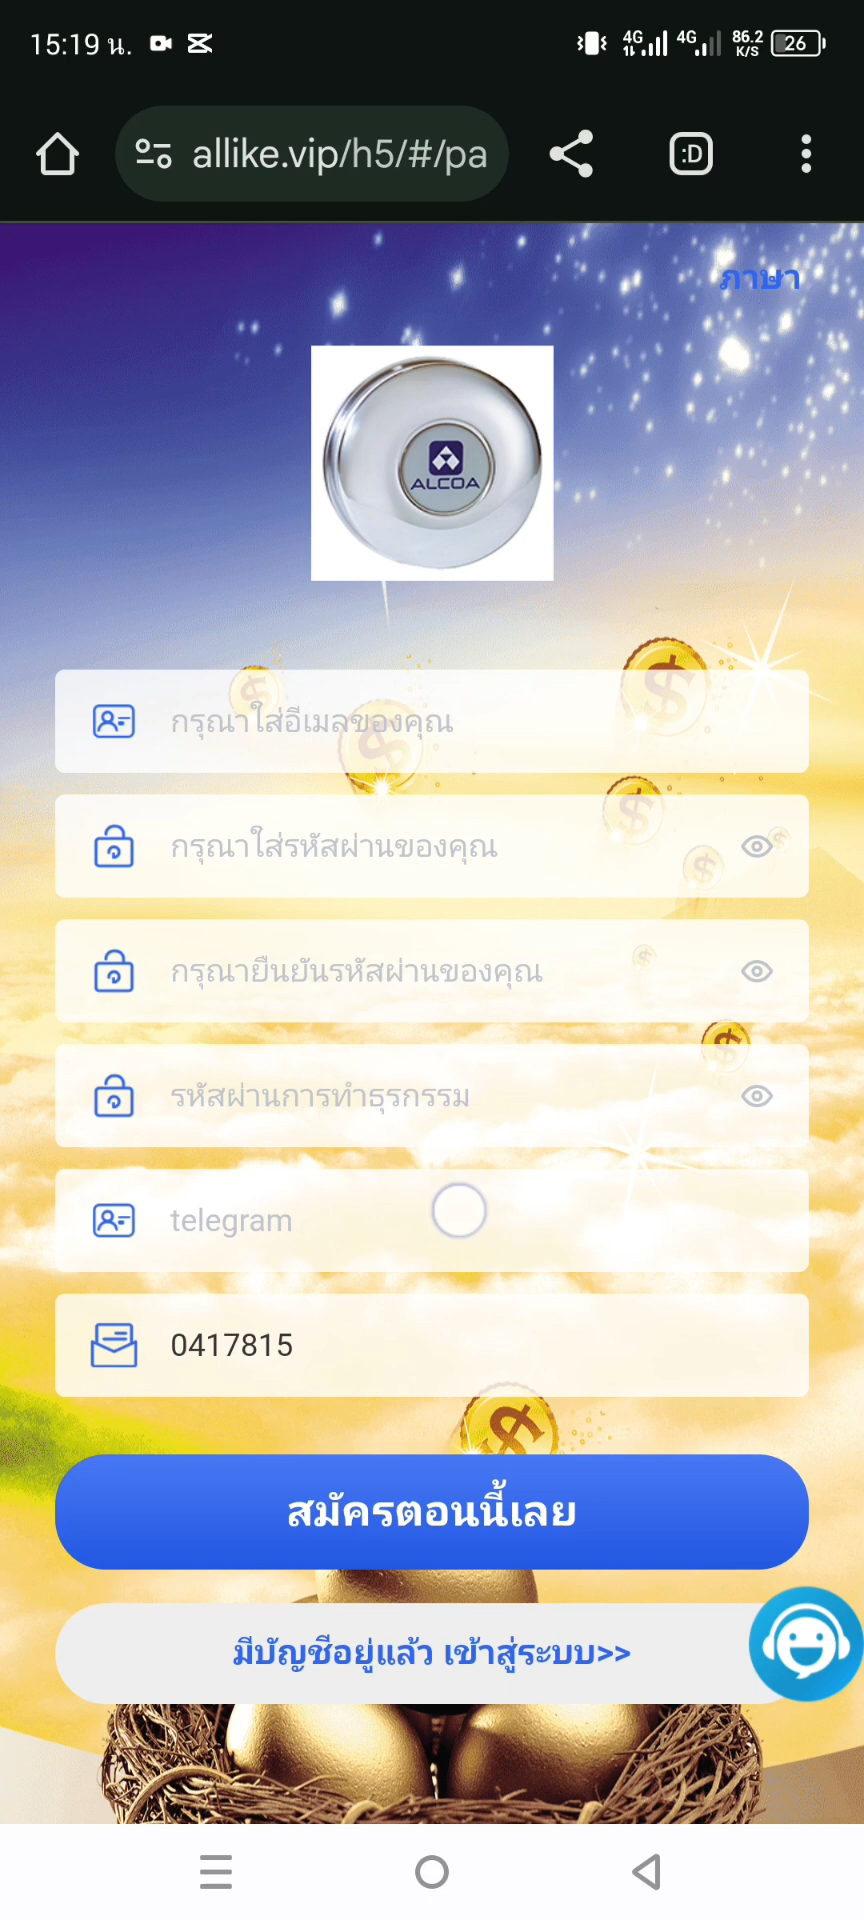 15:19 น.
4G 4G 86.2 K/S 26
allike.vip/h5/#/pa
:D
ภาษา
ALCOA
กรุณาใส่อีเมลของคุณ
กรุณาใส่รหัสผ่านของคุณ
กรุณายืนยันรหัสผ่านของคุณ
รหัสผ่านการทำธุรกรรม
telegram
0417815
สมัครตอนนี้เลย
มีบัญชีอยู่แล้ว เข้าสู่ระบบ>>